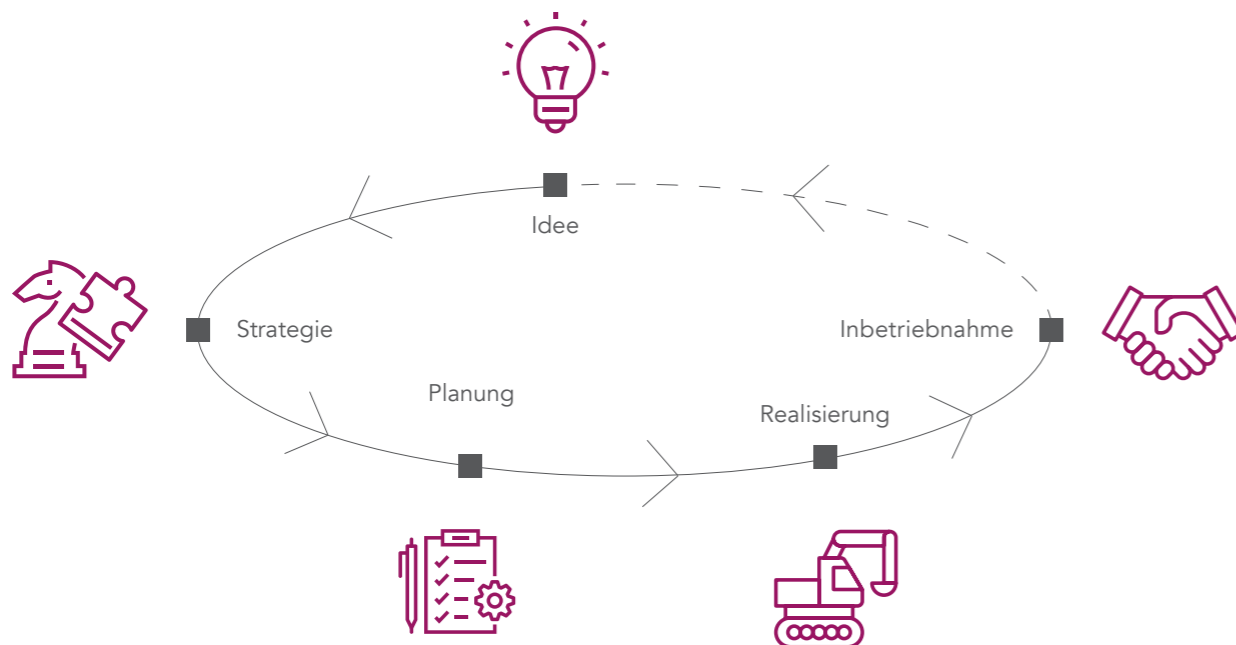 Idee
Strategie
Inbetriebnahme
Planung
Realisierung